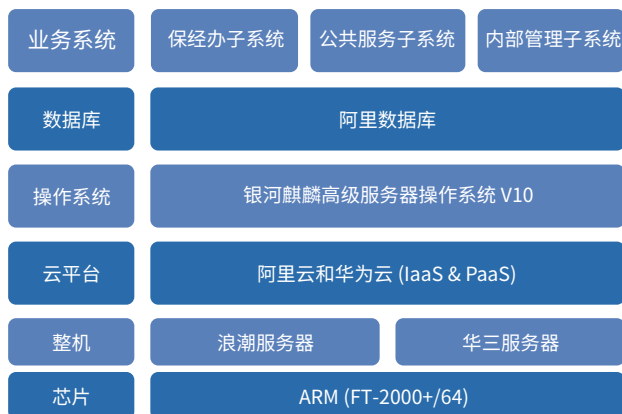 业务系统 保经办子系统 公共服务子系统 内部管理子系统
数据库 阿里数据库
操作系统 银河麒麟高级服务器操作系统 V10
云平台 阿里云和华为云 (IaaS & PaaS)
整机 浪潮服务器 华三服务器
芯片 ARM (FT-2000+/64)